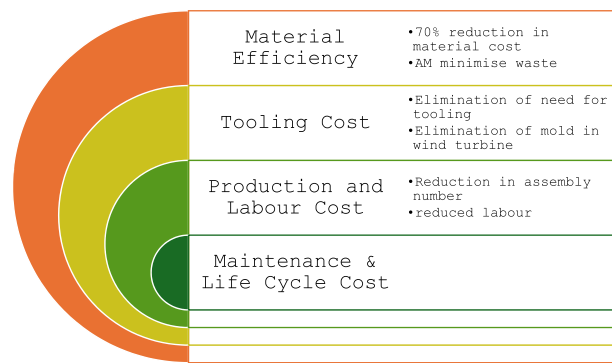 Material
Efficiency
•70% reduction in
material cost
•AM minimise waste
Tooling Cost
•Elimination of need for
tooling
•Elimination of mold in
wind turbine
Production and
Labour Cost
•Reduction in assembly
number
•reduced labour
Maintenance &
Life Cycle Cost